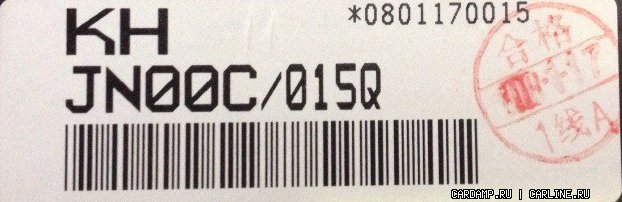 KH
*0801170015
JN00C/015Q
合格
1线A
CARDAMP.RU | CARLINE.RU